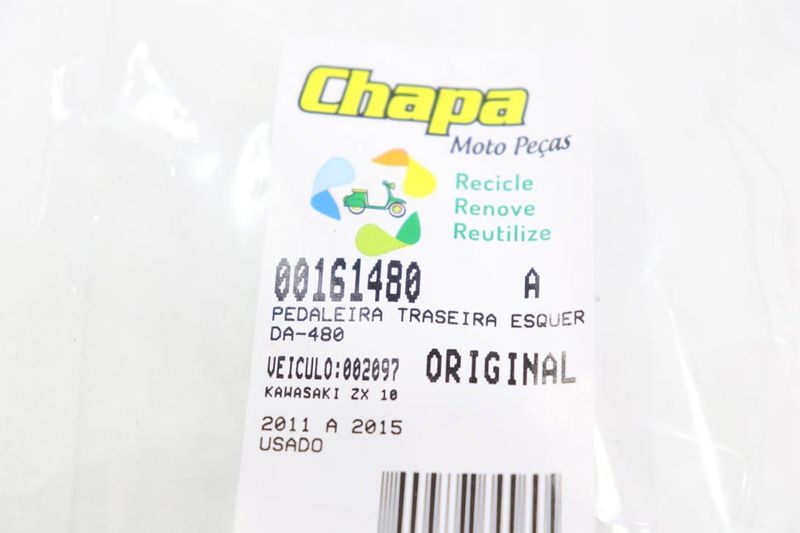 Chapa
Moto Peças
Recicle
Renove
Reutilize
00161480 A
PEDALEIRA TRASEIRA ESQUER
DA-480
VEICULO:002097 ORIGINAL
KAWASAKI ZX 10
2011 A 2015
USADO